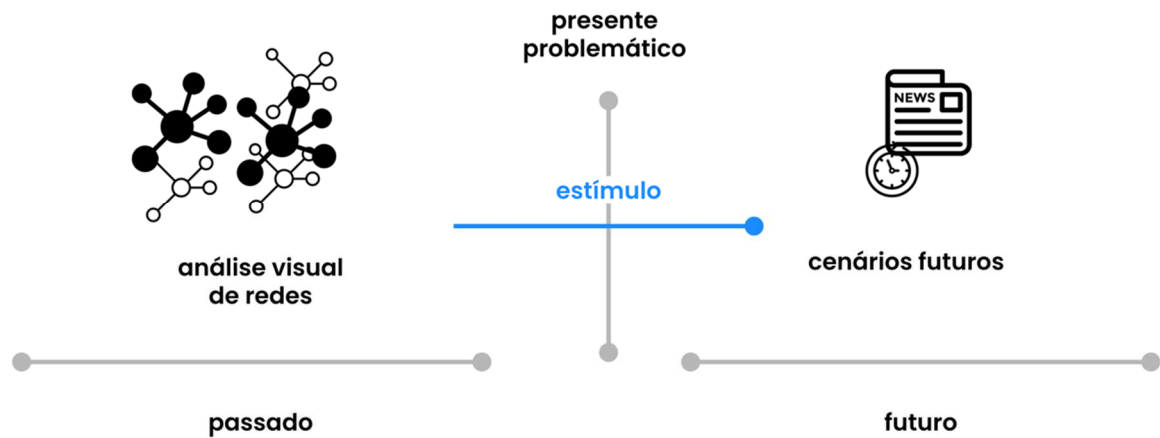 presente
problemático
NEWS
estímulo
análise visual
de redes
cenários futuros
passado
futuro